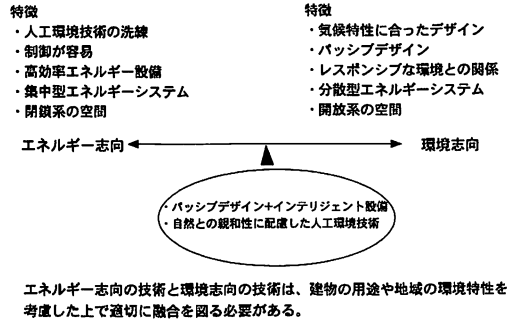 特徴
・人工環境技術の洗練
・制御が容易
・高効率エネルギー設備
・集中型エネルギーシステム
・閉鎖系の空間
特徴
・気候特性に合ったデザイン
・パッシブデザイン
・レスポンシブな環境との関係
・分散型エネルギーシステム
・開放系の空間
エネルギー志向
環境志向
・パッシブデザイン+インテリジェント設備
・自然との親和性に配慮した人工環境技術
エネルギー志向の技術と環境志向の技術は、建物の用途や地域の環境特性を
考慮した上で適切に融合を図る必要がある。